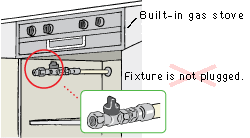 Built-in gas stove
Fixture is not plugged.